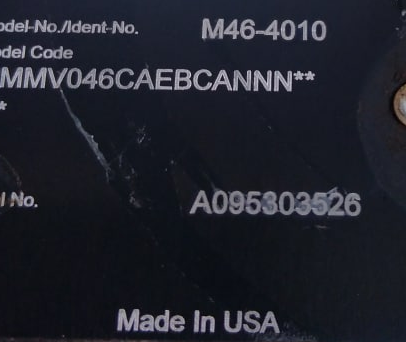 odel-No./Ident-No. M46-4010
odel Code
MMV046CAEBCANNN**
*
l No. A095303526
Made In USA